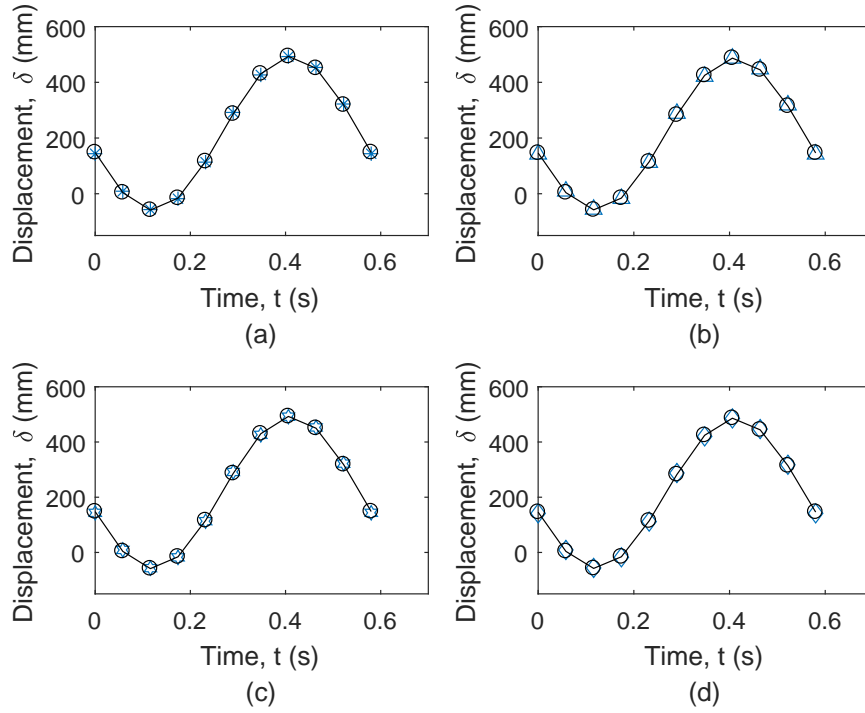 600
400
200
0
Displacement, δ (mm)
0 0.2 0.4 0.6
Time, t (s)
(a)
600
400
200
0
Displacement, δ (mm)
0 0.2 0.4 0.6
Time, t (s)
(b)
600
400
200
0
Displacement, δ (mm)
0 0.2 0.4 0.6
Time, t (s)
(c)
600
400
200
0
Displacement, δ (mm)
0 0.2 0.4 0.6
Time, t (s)
(d)